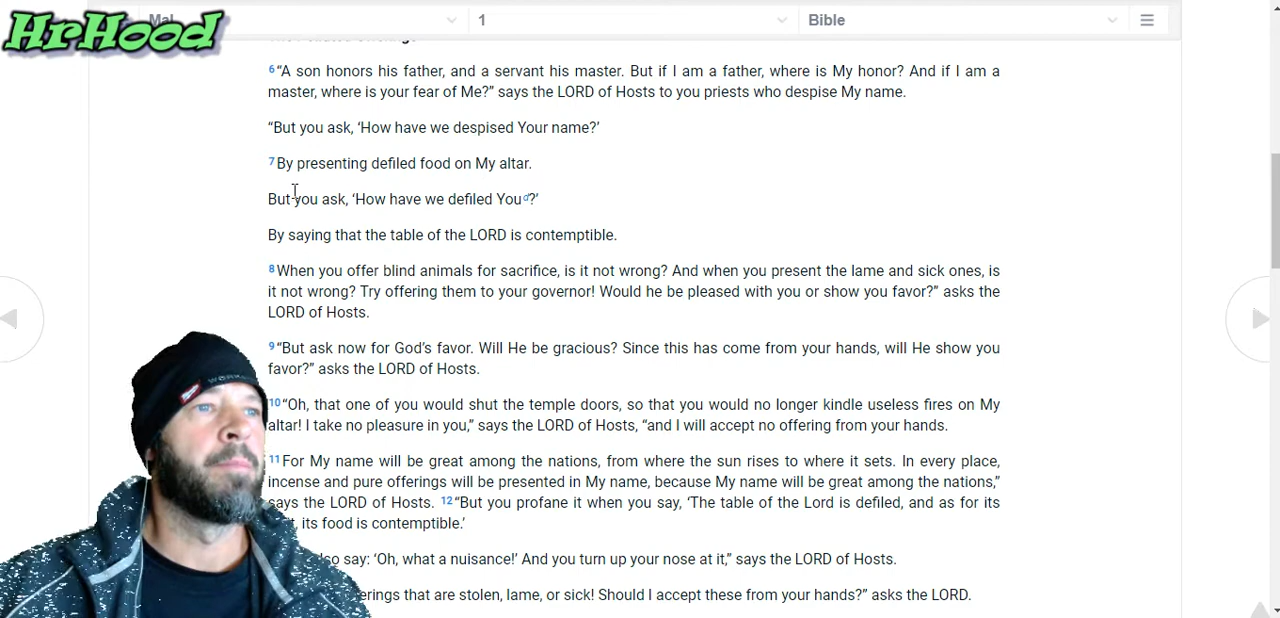 HrHood
Mal 1 Bible
6 “A son honors his father, and a servant his master. But if I am a father, where is My honor? And if I am a
master, where is your fear of Me?” says the LORD of Hosts to you priests who despise My name.
“But you ask, ‘How have we despised Your name?’
7 By presenting defiled food on My altar.
But you ask, ‘How have we defiled You d?’
By saying that the table of the LORD is contemptible.
8 When you offer blind animals for sacrifice, is it not wrong? And when you present the lame and sick ones, is
it not wrong? Try offering them to your governor! Would he be pleased with you or show you favor?” asks the
LORD of Hosts.
9 “But ask now for God’s favor. Will He be gracious? Since this has come from your hands, will He show you
favor?” asks the LORD of Hosts.
10 “Oh, that one of you would shut the temple doors, so that you would no longer kindle useless fires on My
altar! I take no pleasure in you,” says the LORD of Hosts, “and I will accept no offering from your hands.
11 For My name will be great among the nations, from where the sun rises to where it sets. In every place,
incense and pure offerings will be presented in My name, because My name will be great among the nations,”
says the LORD of Hosts. 12 “But you profane it when you say, ‘The table of the Lord is defiled, and as for its
its food is contemptible.’
say: ‘Oh, what a nuisance!’ And you turn up your nose at it,” says the LORD of Hosts.
that are stolen, lame, or sick! Should I accept these from your hands?” asks the LORD.